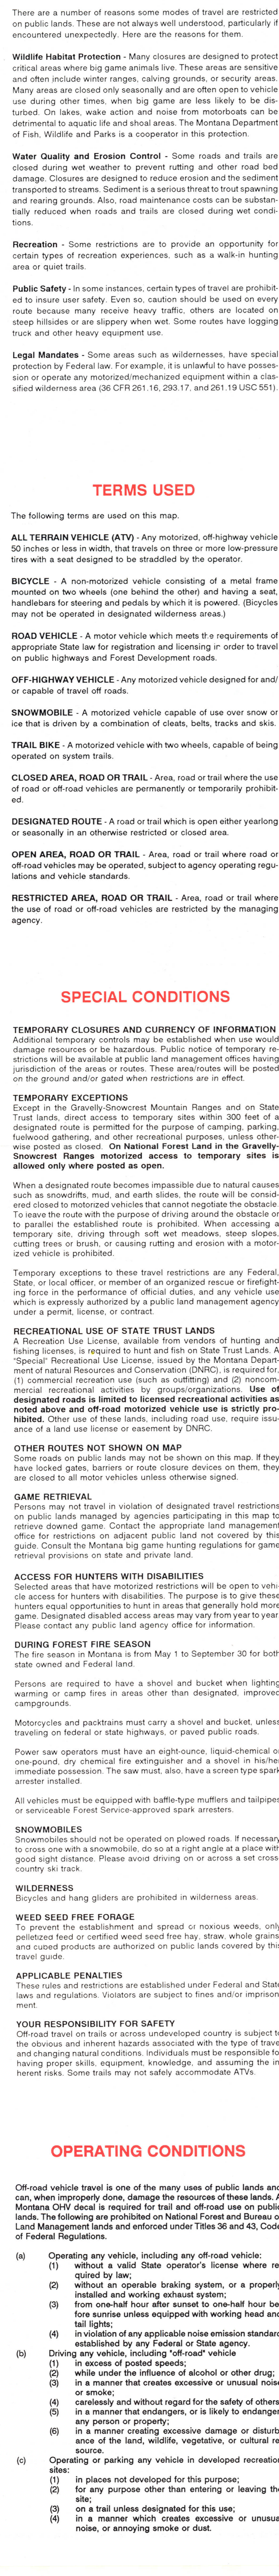 There are a number of reasons some modes of travel are restricted
on public lands. These are not always well understood, particularly if
encountered unexpectedly. Here are the reasons for them.
Wildlife Habitat Protection - Many closures are designed to protect
critical areas where big game animals live. These areas are sensitive
and often include winter ranges, calving grounds, or security areas.
Many areas are closed only seasonally and are often open to vehicle
use during other times, when big game are less likely to be dis-
turbed. On lakes, wake action and noise from motorboats can be
detrimental to aquatic life and shoal areas. The Montana Department
of Fish, Wildlife and Parks is a cooperator in this protection.
Water Quality and Erosion Control - Some roads and trails are
closed during wet weather to prevent rutting and other road bed
damage. Closures are designed to reduce erosion and the sediment
transported to streams. Sediment is a serious threat to trout spawning
and rearing grounds. Also, road maintenance costs can be substan-
tially reduced when roads and trails are closed during wet condi-
tions.
Recreation - Some restrictions are to provide an opportunity for
certain types of recreation experiences, such as a walk-in hunting
area or quiet trails.
Public Safety - In some instances, certain types of travel are prohibit-
ed to insure user safety. Even so, caution should be used on every
route because many receive heavy traffic, others are located on
steep hillsides or are slippery when wet. Some routes have logging
truck and other heavy equipment use.
Legal Mandates - Some areas such as wildernesses, have special
protection by Federal law. For example, it is unlawful to have posses-
sion or operate any motorized/mechanized equipment within a clas-
sified wilderness area (36 CFR 261.16, 293.17, and 261.19 USC 551).
TERMS USED
The following terms are used on this map.
ALL TERRAIN VEHICLE (ATV) - Any motorized, off-highway vehicle
50 inches or less in width, that travels on three or more low-pressure
tires with a seat designed to be straddled by the operator.
BICYCLE - A non-motorized vehicle consisting of a metal frame
mounted on two wheels (one behind the other) and having a seat,
handlebars for steering and pedals by which it is powered. (Bicycles
may not be operated in designated wilderness areas.)
ROAD VEHICLE - A motor vehicle which meets the requirements of
appropriate State law for registration and licensing in order to travel
on public highways and Forest Development roads.
OFF-HIGHWAY VEHICLE - Any motorized vehicle designed for and/
or capable of travel off roads.
SNOWMOBILE - A motorized vehicle capable of use over snow or
ice that is driven by a combination of cleats, belts, tracks and skis.
TRAIL BIKE - A motorized vehicle with two wheels, capable of being
operated on system trails.
CLOSED AREA, ROAD OR TRAIL - Area, road or trail where the use
of road or off-road vehicles are permanently or temporarily prohibit-
ed.
DESIGNATED ROUTE - A road or trail which is open either yearlong
or seasonally in an otherwise restricted or closed area.
OPEN AREA, ROAD OR TRAIL - Area, road or trail where road or
off-road vehicles may be operated, subject to agency operating regu-
lations and vehicle standards.
RESTRICTED AREA, ROAD OR TRAIL - Area, road or trail where
the use of road or off-road vehicles are restricted by the managing
agency.
SPECIAL CONDITIONS
TEMPORARY CLOSURES AND CURRENCY OF INFORMATION
Additional temporary controls may be established when use would
damage resources or be hazardous. Public notice of temporary re-
strictions will be available at public land management offices having
jurisdiction of the areas or routes. These area/routes will be posted
on the ground and/or gated when restrictions are in effect.
TEMPORARY EXCEPTIONS
Except in the Gravelly-Snowcrest Mountain Ranges and on State
Trust lands, direct access to temporary sites within 300 feet of a
designated route is permitted for the purpose of camping, parking,
fuelwood gathering, and other traditional purposes, unless other-
wise posted as closed. On National Forest Land in the Gravelly-
Snowcrest Ranges motorized access to temporary sites is
allowed only where posted as open.
When a designated route becomes impassible due to natural causes
such as snowdrifts, mud, and earth slides, the route will be consid-
ered closed to motorized vehicles that cannot negotiate the obstacle.
To leave the route with the purpose of driving around the obstacle or
to parallel the established route is prohibited. When accessing a
temporary site, driving through soft wet meadows, steep slopes,
cutting trees or brush, or causing rutting and erosion with a motor-
ized vehicle is prohibited.
Temporary exceptions to these travel restrictions are any Federal,
State, or local officer, or member of an organized rescue or firefight-
ing force in the performance of official duties, and any vehicle use
which is expressly authorized by a public land management agency
under a permit, license, or contract.
RECREATIONAL USE OF STATE TRUST LANDS
A Recreation Use License, available from vendors of hunting and
fishing licenses, is required to hunt and fish on State Trust Lands. A
"Special" Recreational Use License, issued by the Montana Depart-
ment of natural Resources and Conservation (DNRC), is required for:
(1) commercial recreation use (such as outfitting) and (2) noncom-
mercial recreational activities by groups/organizations. Use of
designated roads is limited to licensed recreational activities as
noted above and off-road motorized vehicle use is strictly pro-
hibited. Other use of these lands, including road use, require issu-
ance of a land use license or easement by DNRC.
OTHER ROUTES NOT SHOWN ON MAP
Some roads on public lands may not be shown on this map. If they
have locked gates, barriers or route closure devices on them, they
are closed to all motor vehicles unless otherwise signed.
GAME RETRIEVAL
Persons may not travel in violation of designated travel restrictions
on public lands managed by agencies participating in this map to
retrieve downed game. Contact the appropriate land management
office for restrictions on adjacent public land not covered by this
guide. Consult the Montana big game hunting regulations for game
retrieval provisions on state and private land.
ACCESS FOR HUNTERS WITH DISABILITIES
Selected areas that have motorized restrictions will be open to vehi-
cle access for hunters with disabilities. The purpose is to give these
hunters equal opportunities to hunt in areas that generally hold more
game. Designated disabled access areas may vary from year to year.
Please contact any public land agency office for information.
DURING FOREST FIRE SEASON
The fire season in Montana is from May 1 to September 30 for both
state owned and Federal land.
Persons are required to have a shovel and bucket when lighting
warming or camp fires in areas other than designated, improved
campgrounds.
Motorcycles and packtrains must carry a shovel and bucket, unless
traveling on federal or state highways, or paved public roads.
Power saw operators must have an eight-ounce, liquid-chemical or
one-pound, dry chemical fire extinguisher and a shovel in his/her
immediate possession. The saw must, also, have a screen type spark
arrester installed.
All vehicles must be equipped with baffle-type mufflers and tailpipes
or serviceable Forest Service-approved spark arresters.
SNOWMOBILES
Snowmobiles should not be operated on plowed roads. If necessary
to cross one with a snowmobile, do so at a right angle at a place with
good sight distance. Please avoid driving on or across a set cross-
country ski track.
WILDERNESS
Bicycles and hang gliders are prohibited in wilderness areas.
WEED SEED FREE FORAGE
To prevent the establishment and spread of noxious weeds, only
pelletized feed or certified weed seed free hay, straw, whole grains
and cubed products are authorized on public lands covered by this
travel guide.
APPLICABLE PENALTIES
These rules and restrictions are established under Federal and State
laws and regulations. Violators are subject to fines and/or imprison-
ment.
YOUR RESPONSIBILITY FOR SAFETY
Off-road travel on trails or across undeveloped country is subject to
the obvious and inherent hazards associated with the type of travel
and changing natural conditions. Individuals must be responsible for
having proper skills, equipment, knowledge, and assuming the in-
herent risks. Some trails may not safely accommodate ATVs.
OPERATING CONDITIONS
Off-road vehicle travel is one of the many uses of public lands and
can, when improperly done, damage the resources of these lands. A
Montana OHV decal is required for trail and off-road use on public
lands. The following are prohibited on National Forest and Bureau of
Land Management lands and enforced under Titles 36 and 43, Code
of Federal Regulations.
(a) Operating any vehicle, including any off-road vehicle:
(1) without a valid State operator's license where re-
quired by law;
(2) without an operable braking system, or a properly
installed and working exhaust system;
(3) from one-half hour after sunset to one-half hour be-
fore sunrise unless equipped with working head and
tail lights;
(4) in violation of any applicable noise emission standard
established by any Federal or State agency.
(b) Driving any vehicle, including "off-road" vehicle
(1) in excess of posted speeds;
(2) while under the influence of alcohol or other drug;
(3) in a manner that creates excessive or unusual noise
or smoke;
(4) carelessly and without regard for the safety of others
(5) in a manner that endangers, or is likely to endanger
any person or property;
(6) in a manner creating excessive damage or disturb-
ance of the land, wildlife, vegetative, or cultural re-
source.
(c) Operating or parking any vehicle in developed recreation
sites:
(1) in places not developed for this purpose;
(2) for any purpose other than entering or leaving the
site;
(3) on a trail unless designated for this use;
(4) in a manner which creates excessive or unusual
noise, or annoying smoke or dust.